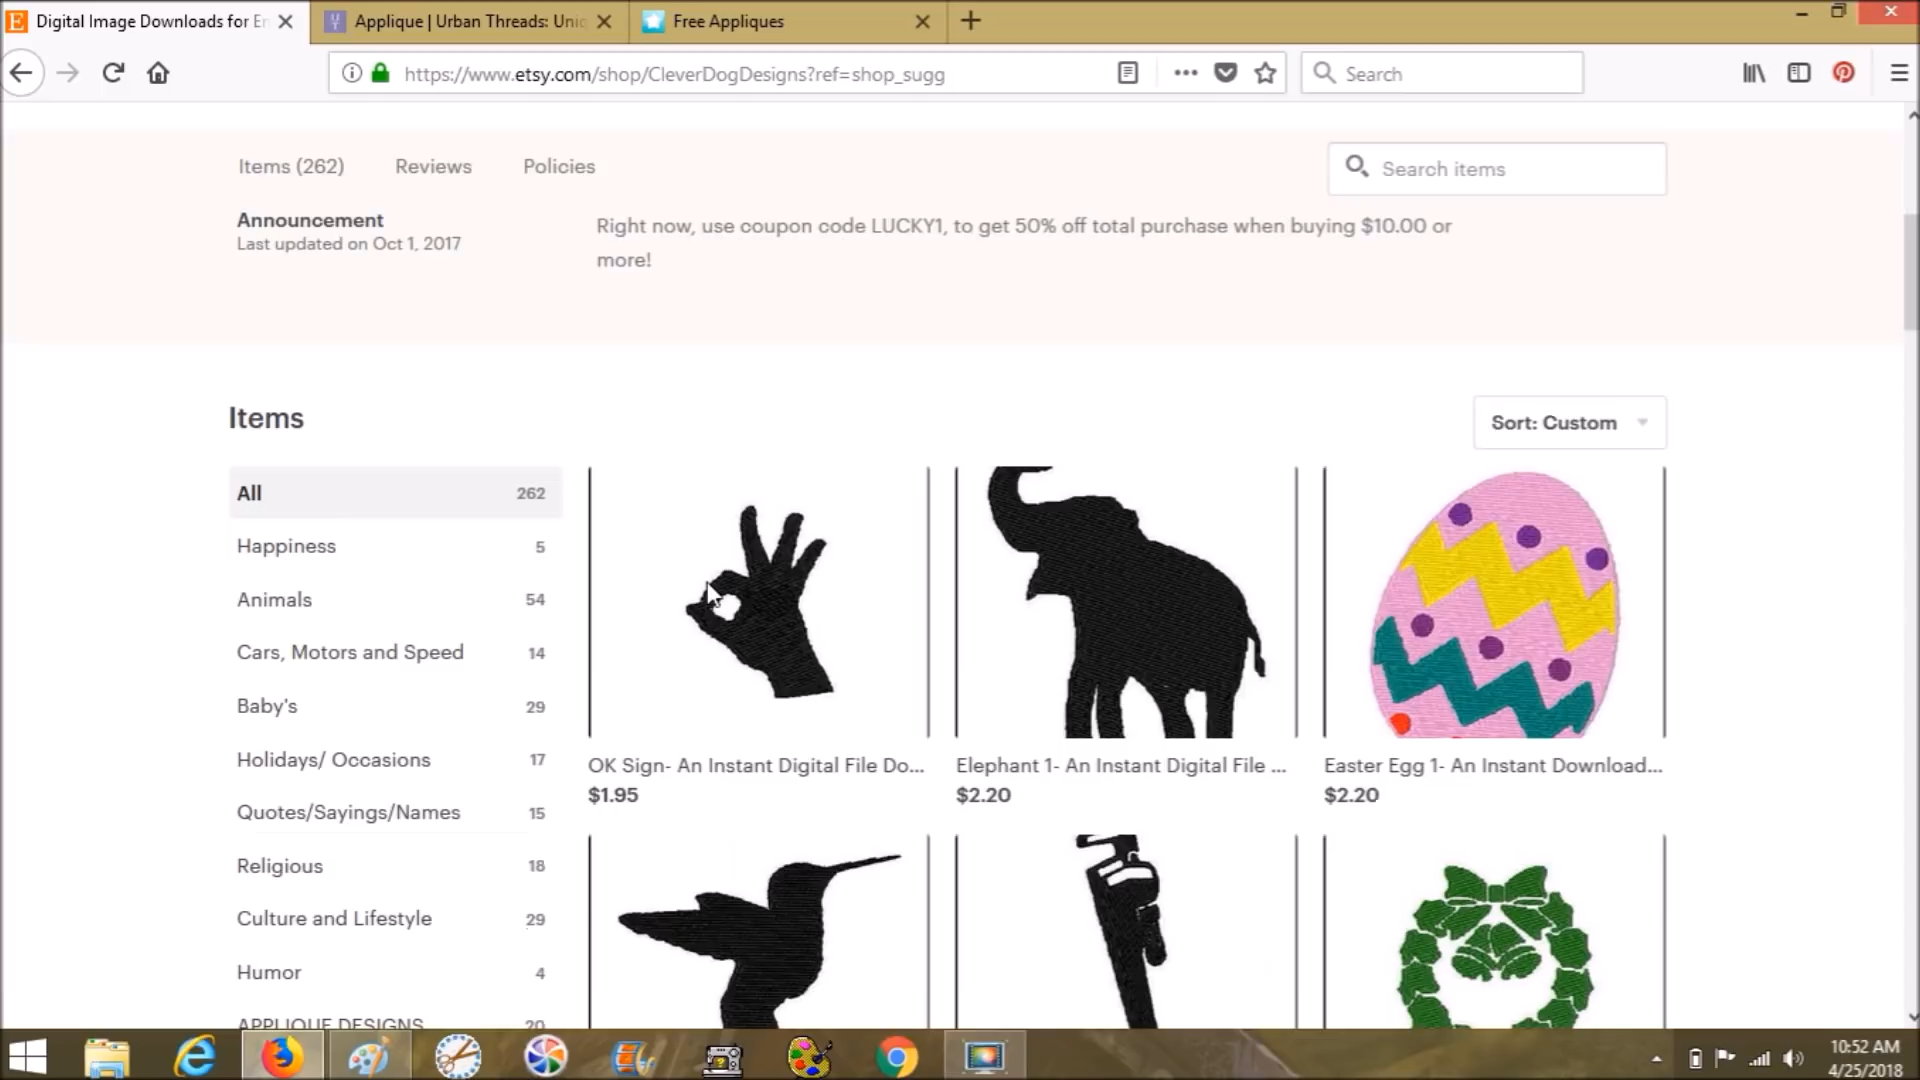 Digital Image Downloads for En
Applique | Urban Threads: Uniq
Free Appliques
https://www.etsy.com/shop/CleverDogDesigns?ref=shop_sugg
Search
Items (262)
Reviews
Policies
Search items
Announcement
Last updated on Oct 1, 2017
Right now, use coupon code LUCKY1, to get 50% off total purchase when buying $10.00 or
more!
Items
Sort: Custom
All 262
Happiness 5
Animals 54
Cars, Motors and Speed 14
Baby's 29
Holidays/ Occasions 17
Quotes/Sayings/Names 15
Religious 18
Culture and Lifestyle 29
Humor 4
APPLIQUE DESIGNS 20
OK Sign- An Instant Digital File Do...
$1.95
Elephant 1- An Instant Digital File ...
$2.20
Easter Egg 1- An Instant Download...
$2.20
10:52 AM
4/25/2018